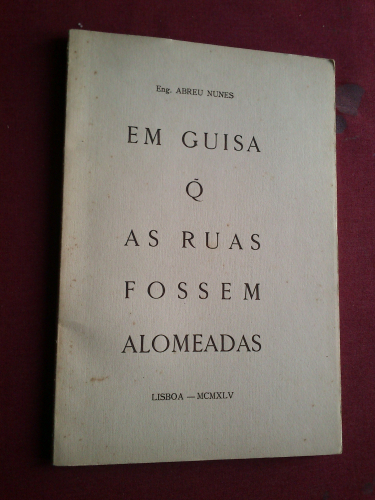 Eng. ABREU NUNES
EM GUISA
Q̃
AS RUAS
FOSSEM
ALOMEADAS
LISBOA — MCMXLV